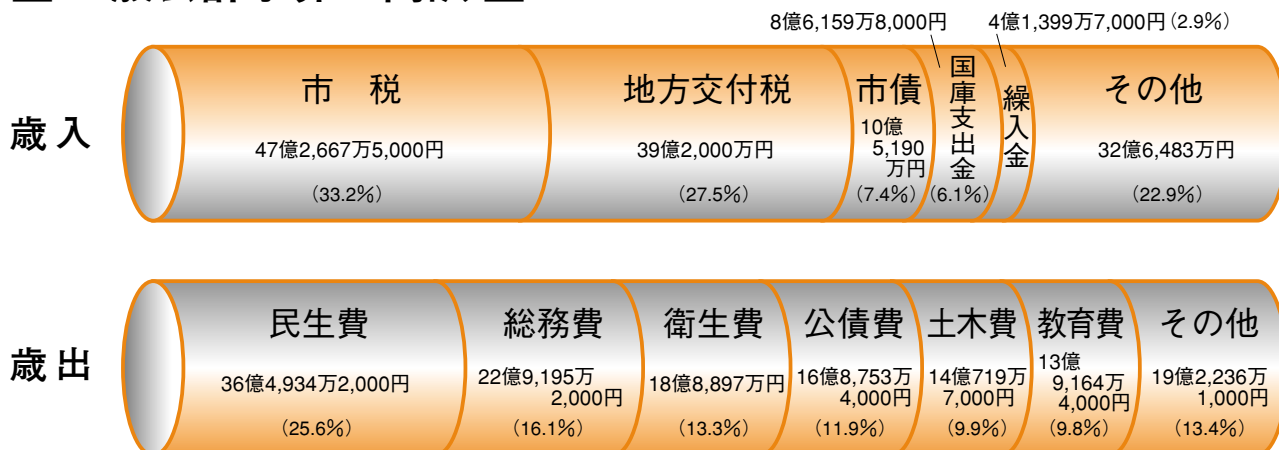 8億6,159万8,000円
4億1,399万7,000円(2.9%)
歳入
市 税
47億2,667万5,000円
(33.2%)
地方交付税
39億2,000万円
(27.5%)
市債
10億
5,190
万円
(7.4%)
国庫支出金
(6.1%)
繰入金
その他
32億6,483万円
(22.9%)
歳出
民生費
36億4,934万2,000円
(25.6%)
総務費
22億9,195万
2,000円
(16.1%)
衛生費
18億8,897万円
(13.3%)
公債費
16億8,753万
4,000円
(11.9%)
土木費
14億719万
7,000円
(9.9%)
教育費
13億
9,164万
4,000円
(9.8%)
その他
19億2,236万
1,000円
(13.4%)